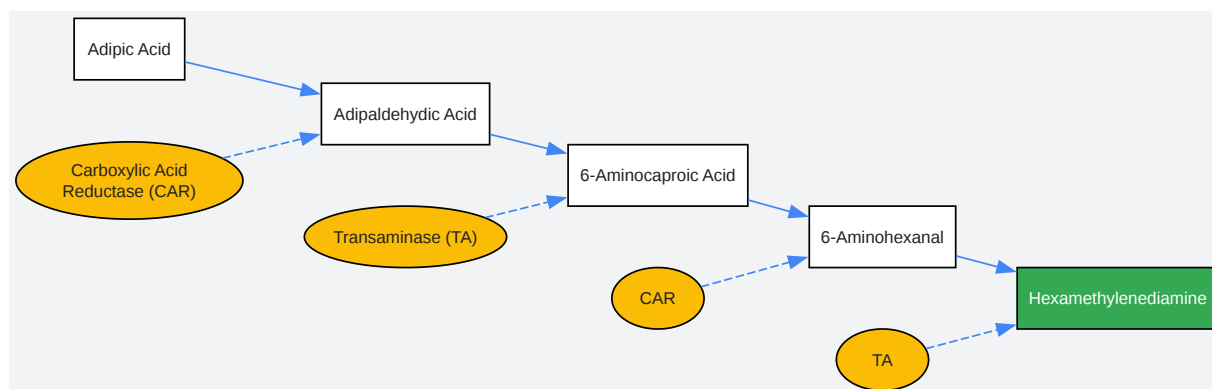 Adipic Acid
Adipaldehydic Acid
Carboxylic Acid
Reductase (CAR)
6-Aminocaproic Acid
Transaminase (TA)
6-Aminohexanal
CAR
Hexamethylenediamine
TA